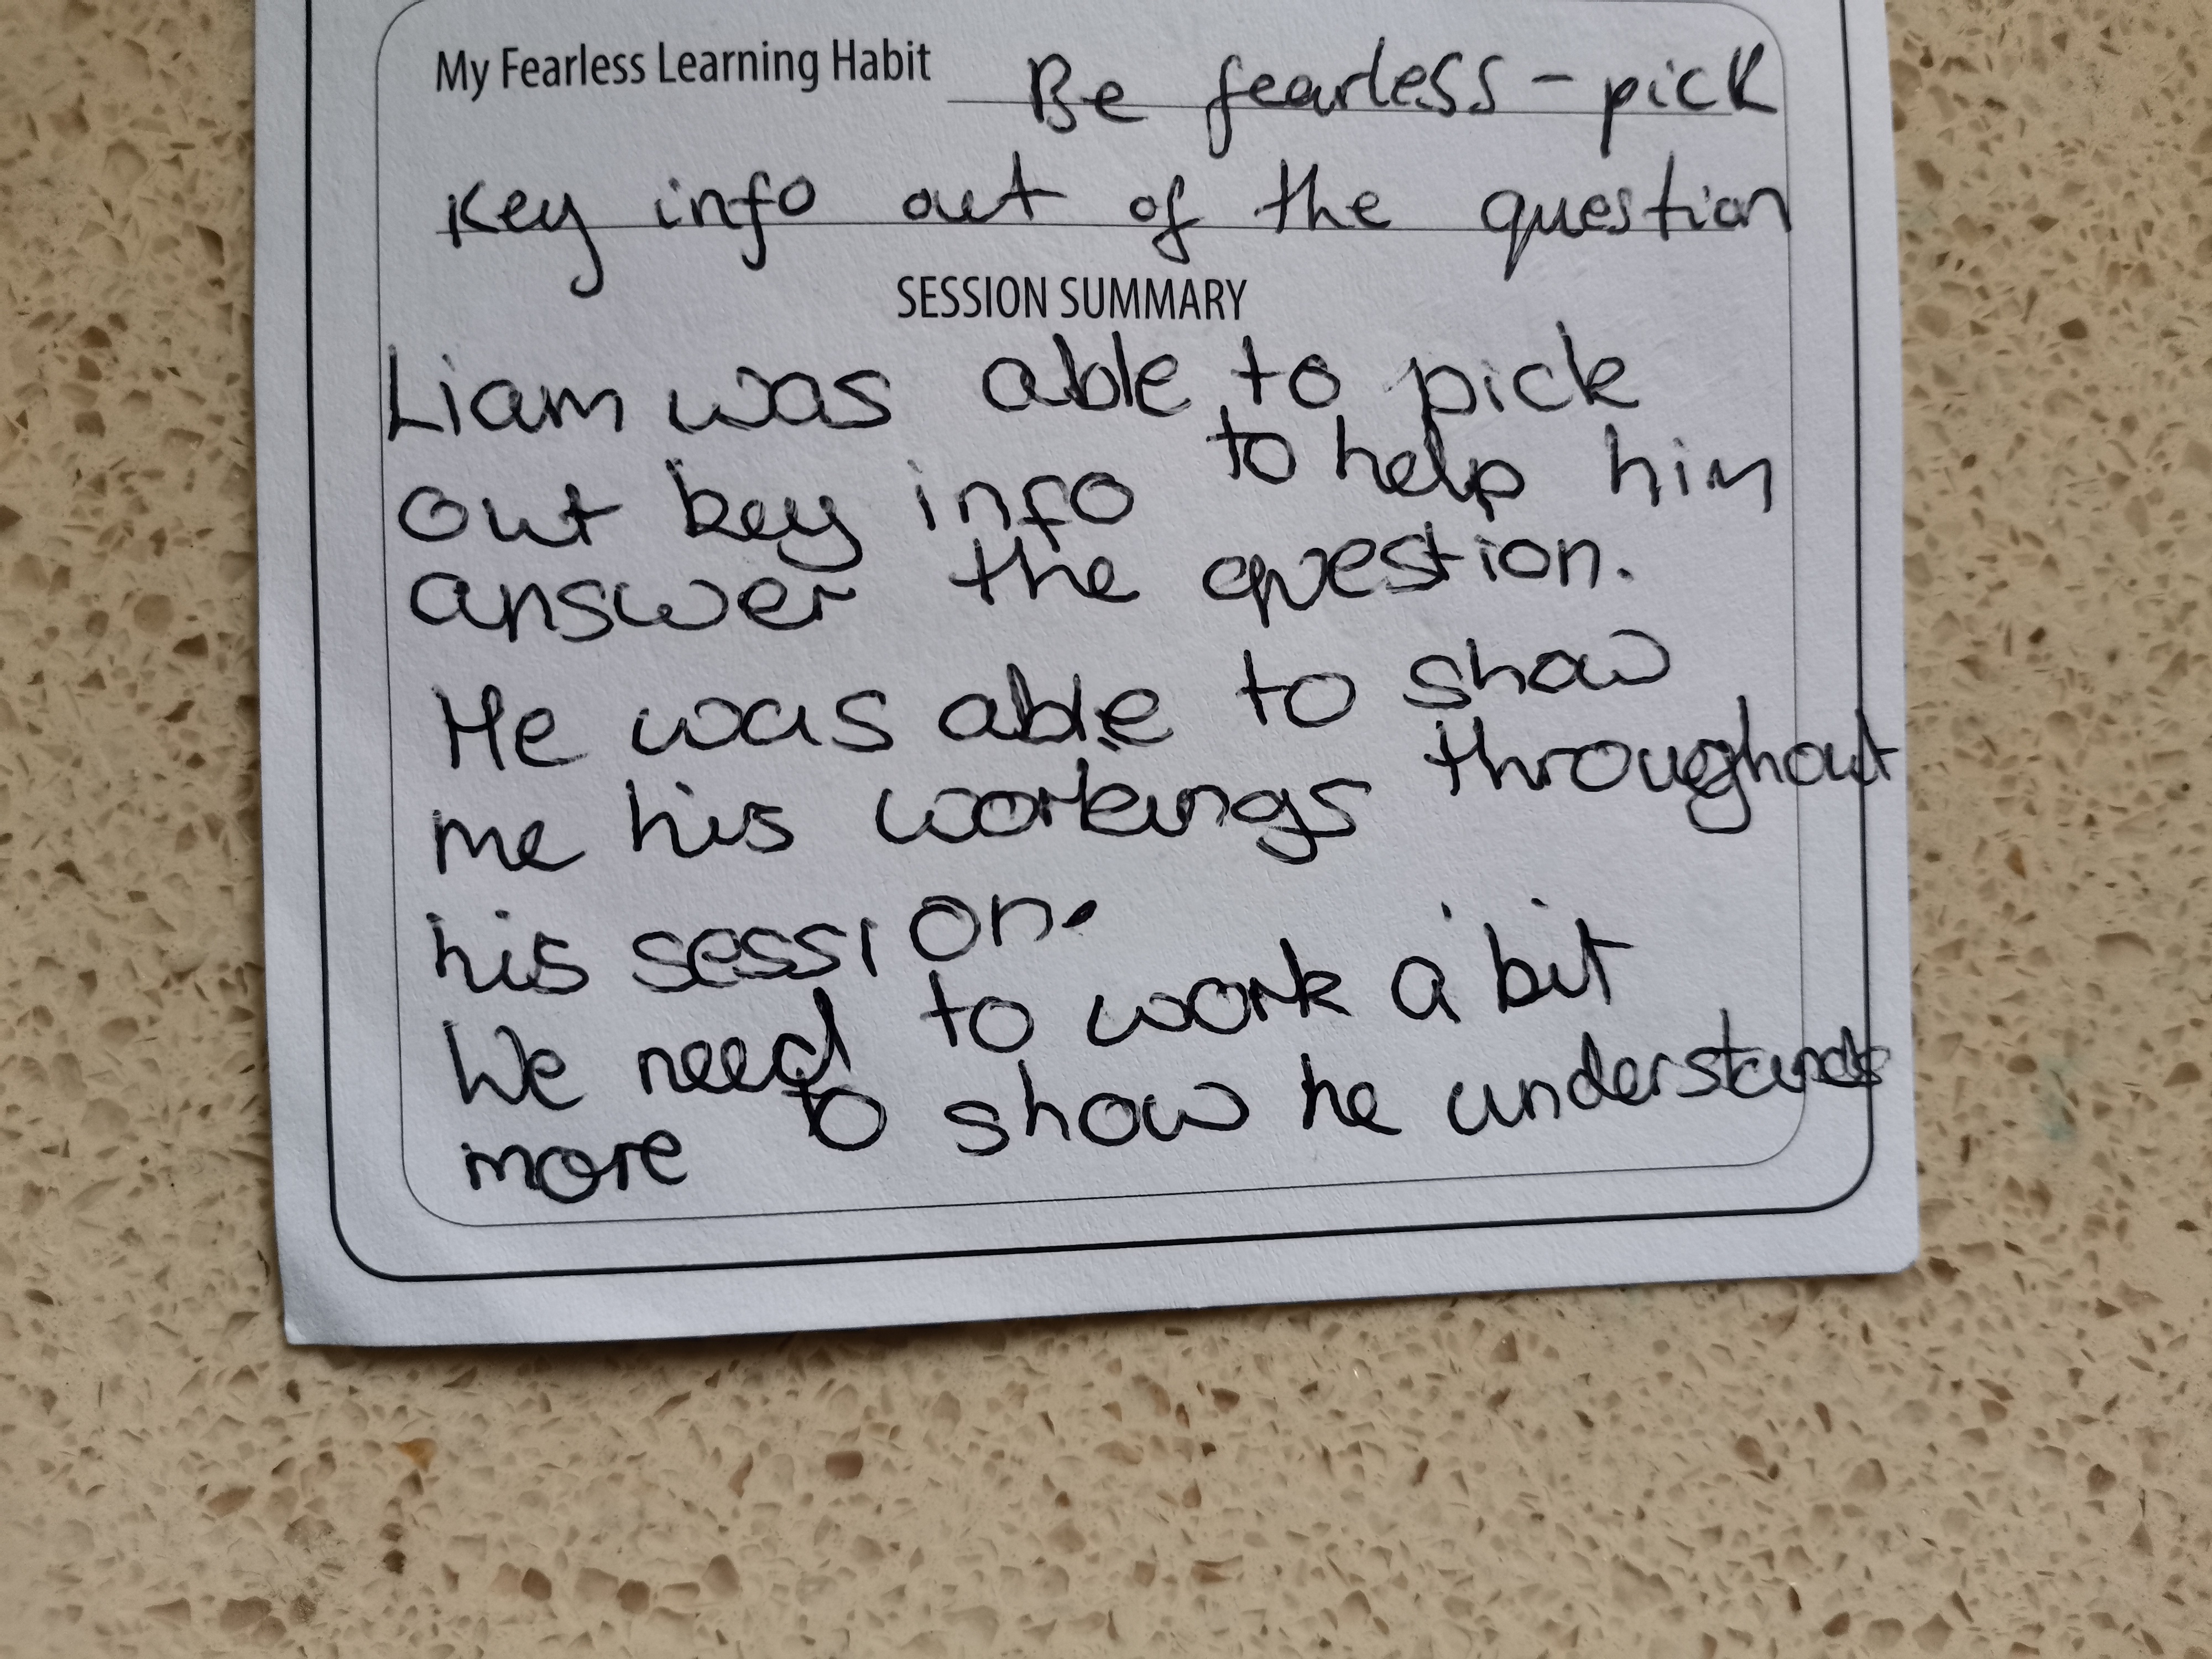 My Fearless Learning Habit Be fearless - pick
key info out of the question
SESSION SUMMARY
Liam was able to pick
out key info to help him
answer the question.
He was able to show
me his workings throughout
his session.
We need to work a bit
more to show he understands